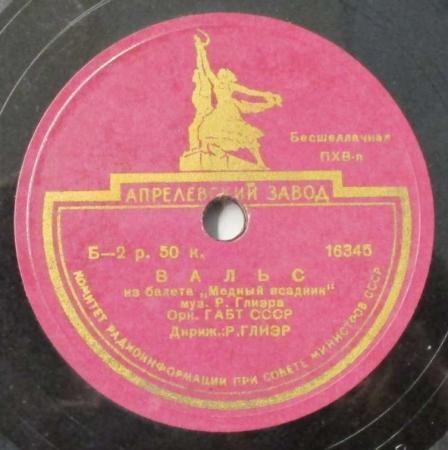 Бесшеллачная
ПХВ-п
АПРЕЛЕВСКИЙ ЗАВОД
Б—2 р. 50 к.
16345
ВАЛЬС
из балета „Медный всадник"
муз. Р. Глиэра
Орк. ГАБТ СССР
Дириж.: Р. ГЛИЭР
КОМИТЕТ РАДИОИНФОРМАЦИИ ПРИ СОВЕТЕ МИНИСТРОВ СССР